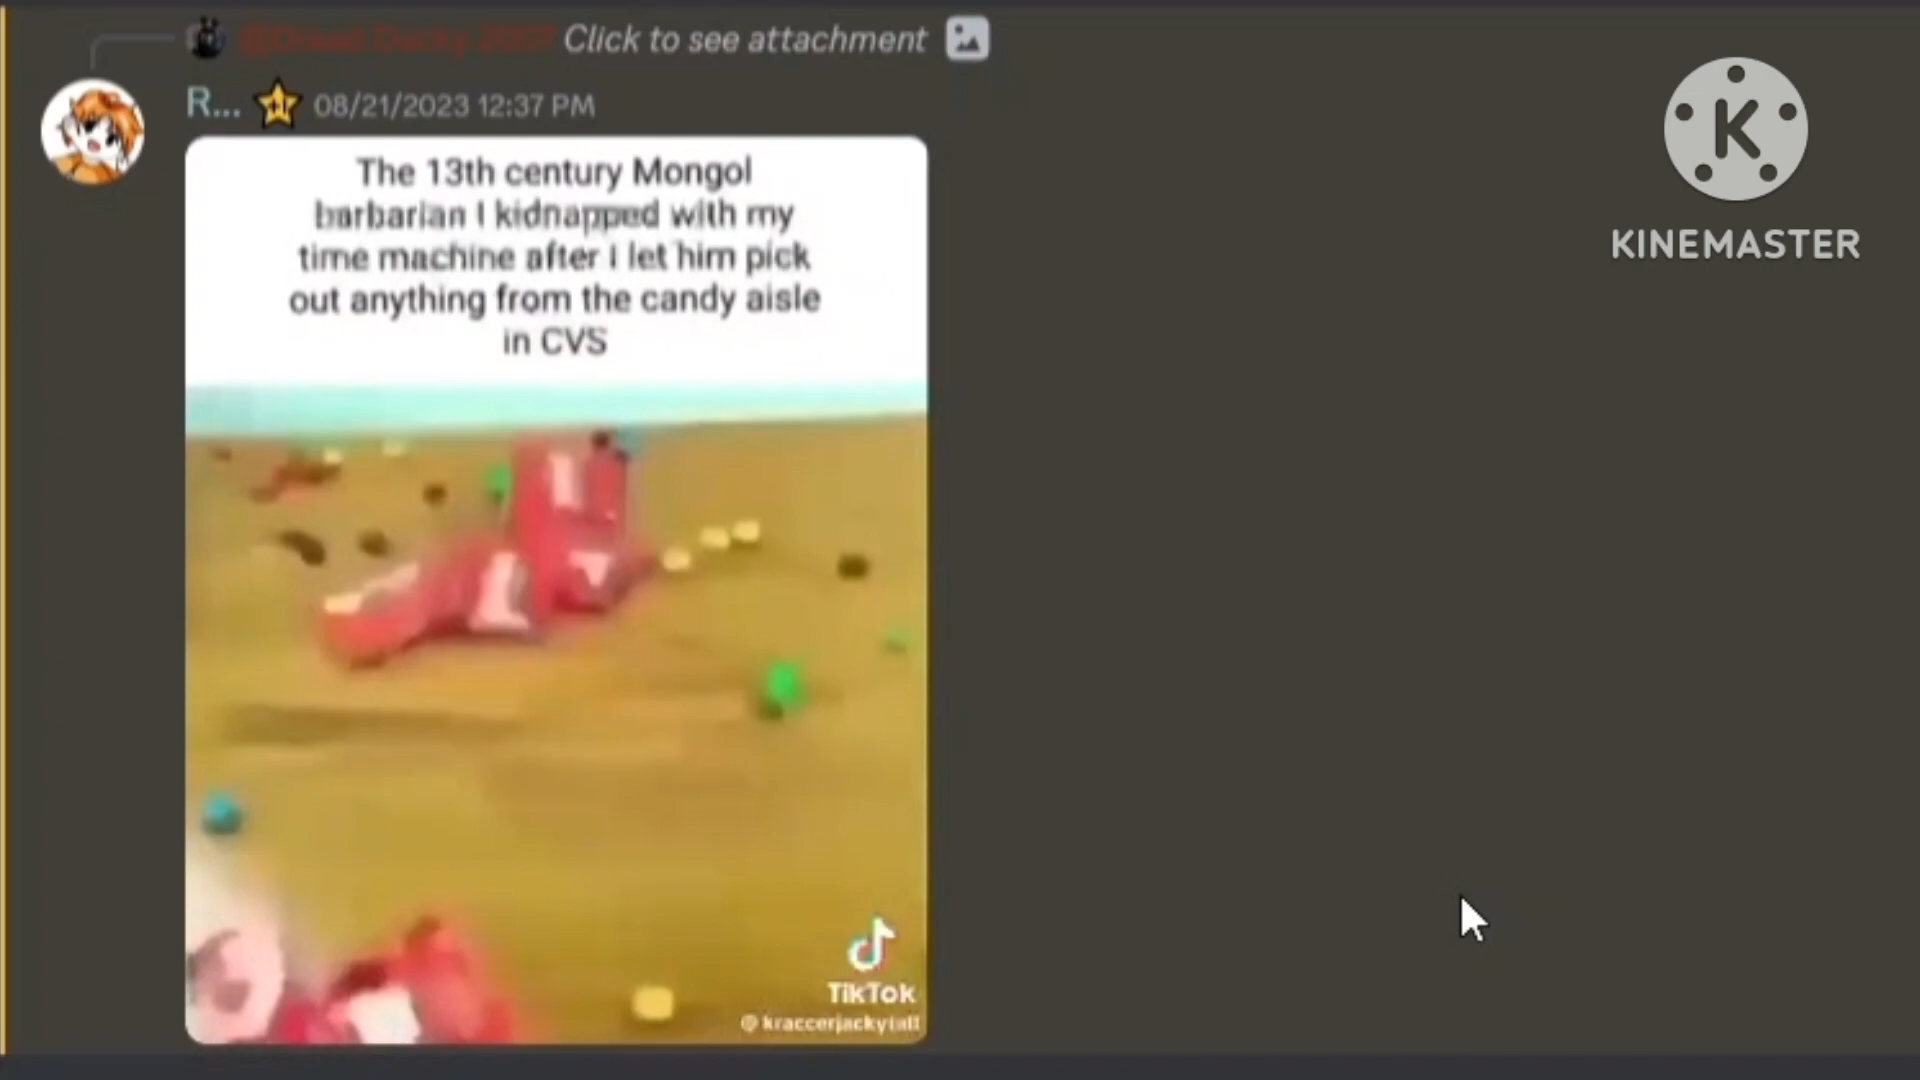 Click to see attachment
R... 08/21/2023 12:37 PM
The 13th century Mongol
barbarian I kidnapped with my
time machine after I let him pick
out anything from the candy aisle
in CVS
K
KINEMASTER
TikTok